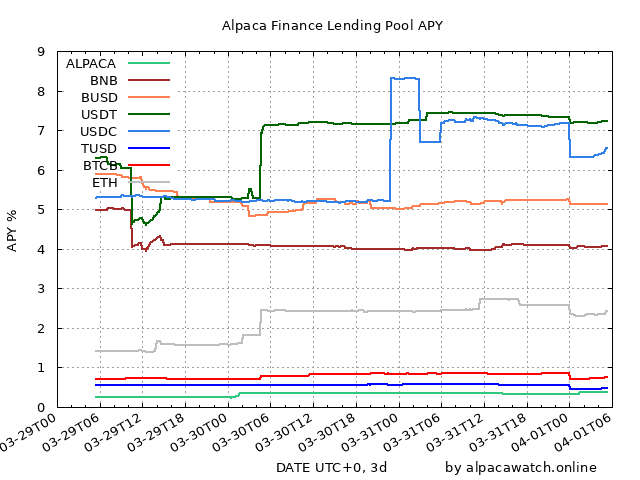 Alpaca Finance Lending Pool APY
9
8
7
6
5
4
3
2
1
0
APY %
ALPACA
BNB
BUSD
USDT
USDC
TUSD
BTCB
ETH
03-29T00
03-29T06
03-29T12
03-29T18
03-30T00
03-30T06
03-30T12
03-30T18
03-31T00
03-31T06
03-31T12
03-31T18
04-01T00
04-01T06
DATE UTC+0, 3d
by alpacawatch.online